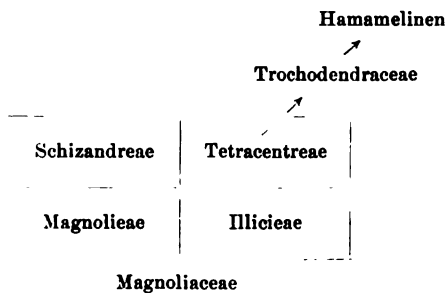 Hamamelinen
Trochodendraceae
Schizandreae Tetracentreae
Magnolieae Illicieae
Magnoliaceae